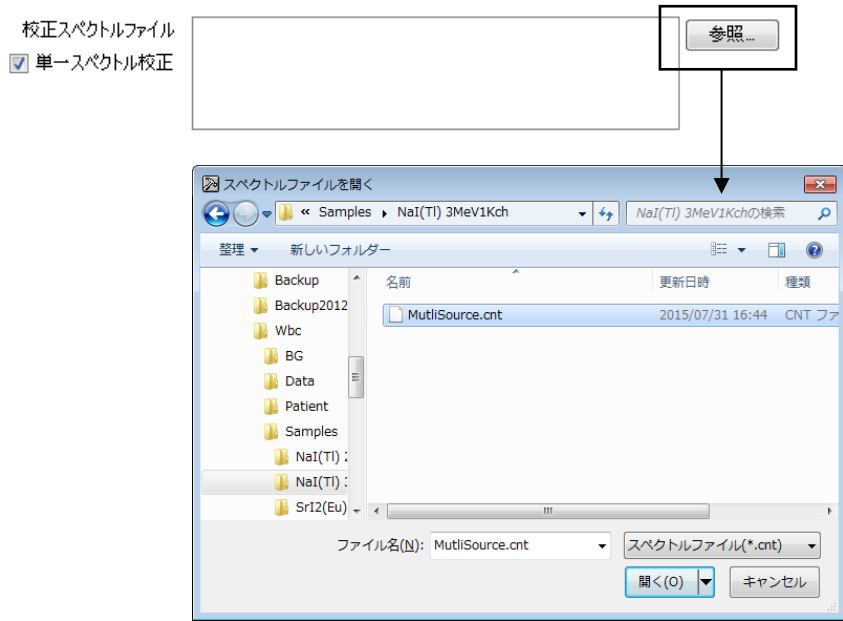 校正スペクトルファイル
参照...
単一スペクトル校正
スペクトルファイルを開く
« Samples ▸ NaI(Tl) 3MeV1Kch
NaI(Tl) 3MeV1Kchの検索
整理 ▼ 新しいフォルダー
Backup
Backup2012
Wbc
BG
Data
Patient
Samples
NaI(Tl)
NaI(Tl)
SrI2(Eu)
名前 更新日時 種類
MutliSource.cnt 2015/07/31 16:44 CNT ファ
ファイル名(N): MutliSource.cnt
スペクトルファイル(*.cnt)
開く(O) キャンセル